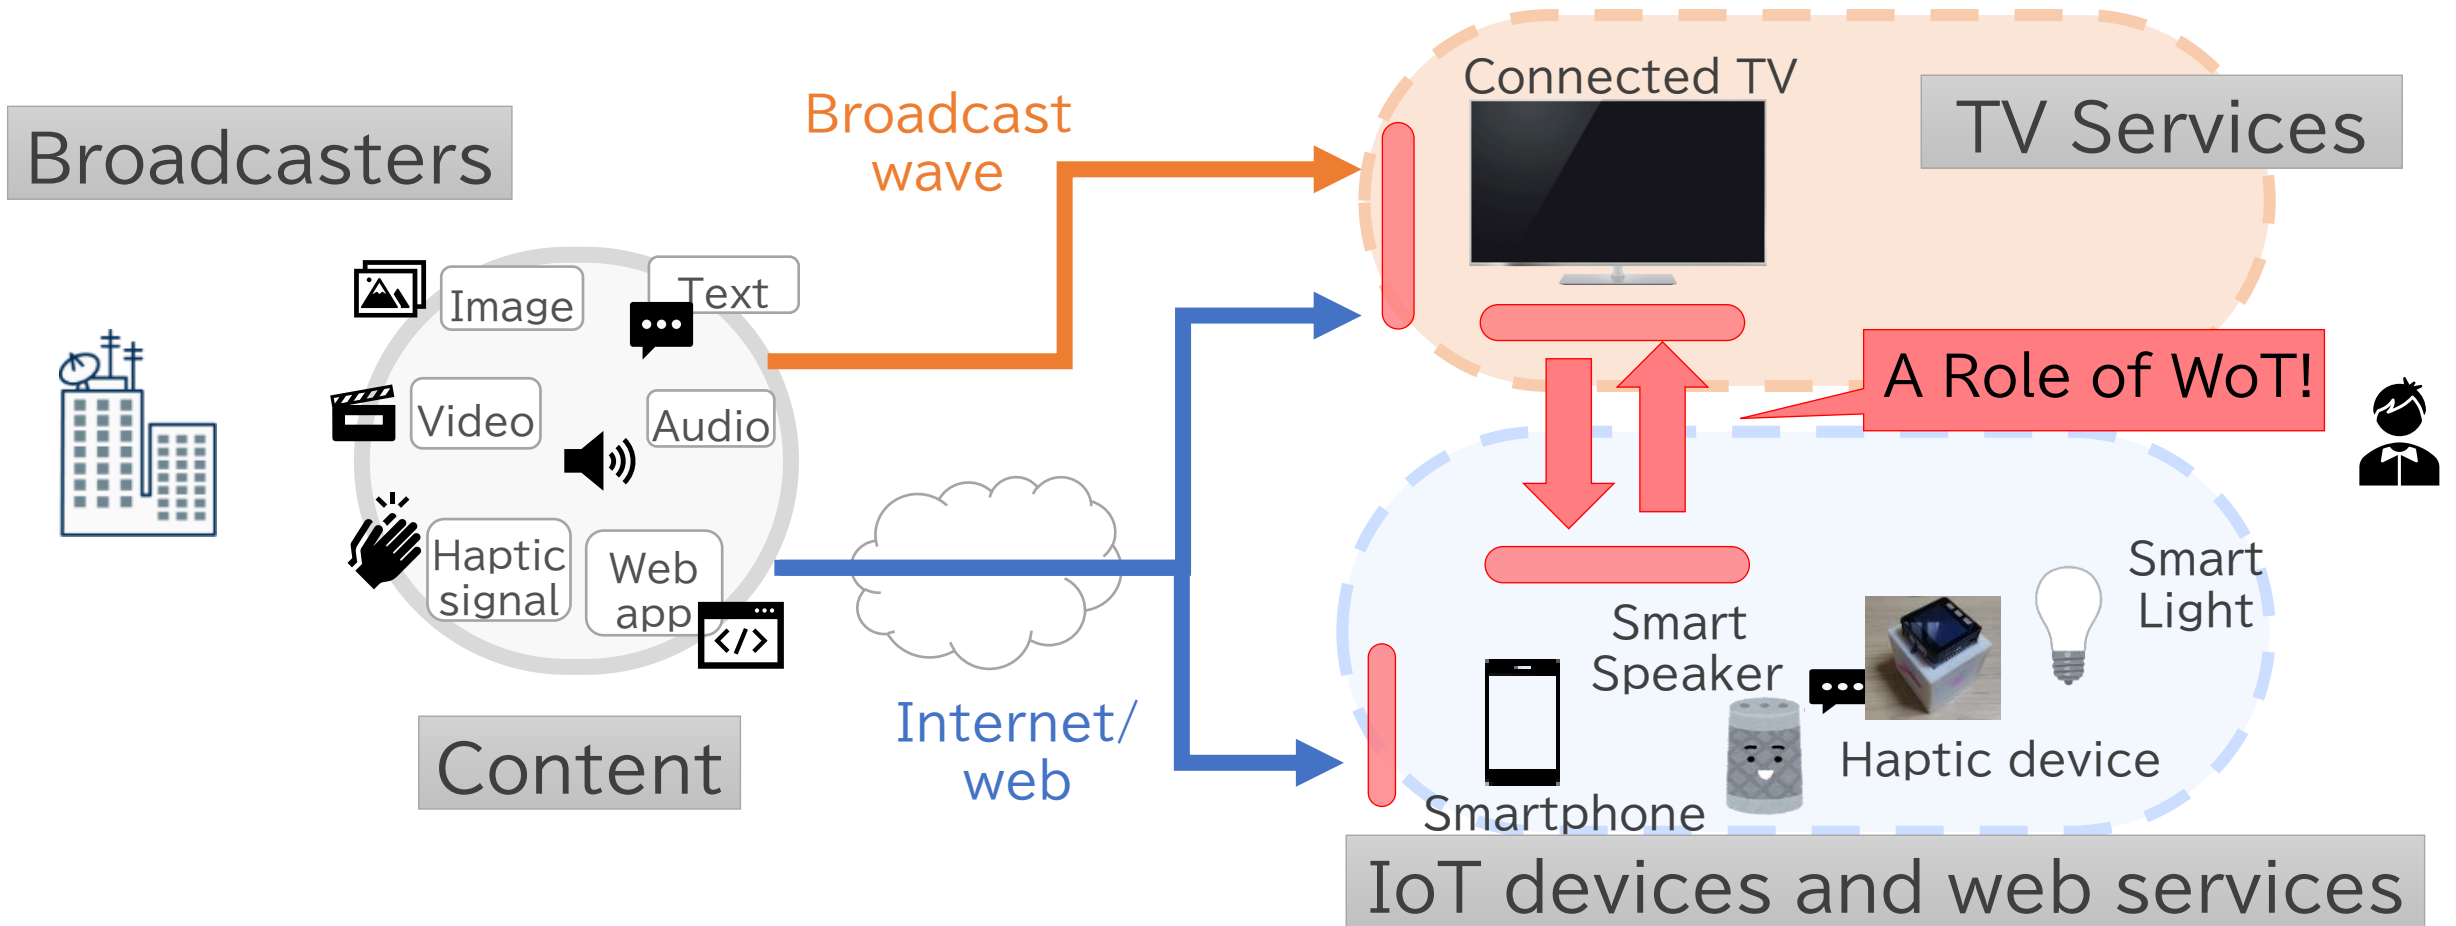 Broadcasters
Image
Text
Video
Audio
Haptic
signal
Web
app
Content
Broadcast
wave
Internet/
web
Connected TV
TV Services
A Role of WoT!
Smart
Speaker
Smartphone
Haptic device
Smart
Light
IoT devices and web services